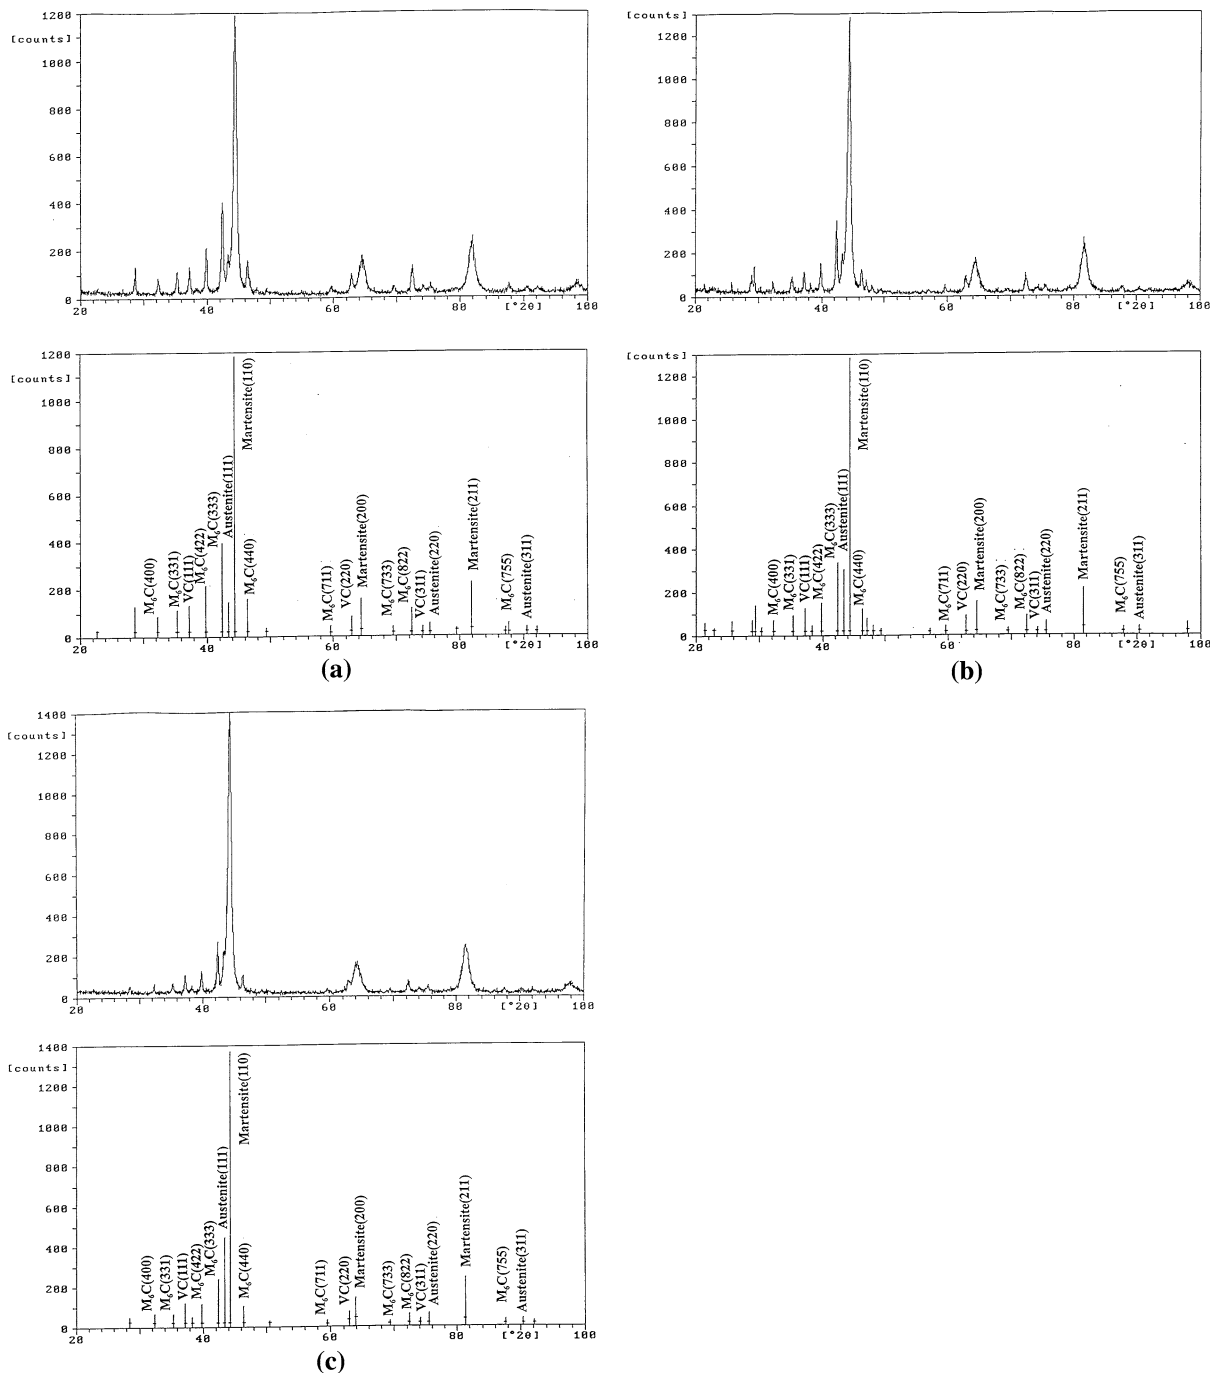 1200
[counts]
1000
800
600
400
200
0
20
40
60
80
[°2θ]
100
1200
[counts]
1000
800
600
400
200
0
M6C(400)
M6C(331)
VC(111)
M6C(422)
M6C(333)
Austenite(111)
Martensite(110)
M6C(440)
M6C(711)
VC(220)
Martensite(200)
M6C(733)
M6C(822)
VC(311)
Austenite(220)
Martensite(211)
M6C(755)
Austenite(311)
20
40
60
80
[°2θ]
100
(a)
[counts]
1200
1000
800
600
400
200
0
20
40
60
80
[°2θ]
100
[counts]
1200
1000
800
600
400
200
0
M6C(400)
M6C(331)
VC(111)
M6C(422)
M6C(333)
Austenite(111)
Martensite(110)
M6C(440)
M6C(711)
VC(220)
Martensite(200)
M6C(733)
M6C(822)
VC(311)
Austenite(220)
Martensite(211)
M6C(755)
Austenite(311)
20
40
60
80
[°2θ]
100
(b)
1400
[counts]
1200
1000
800
600
400
200
0
20
40
60
80
[°2θ]
100
1400
[counts]
1200
1000
800
600
400
200
0
M6C(400)
M6C(331)
VC(111)
M6C(422)
M6C(333)
Austenite(111)
Martensite(110)
M6C(440)
M6C(711)
VC(220)
Martensite(200)
M6C(733)
M6C(822)
VC(311)
Austenite(220)
Martensite(211)
M6C(755)
Austenite(311)
20
40
60
80
[°2θ]
100
(c)